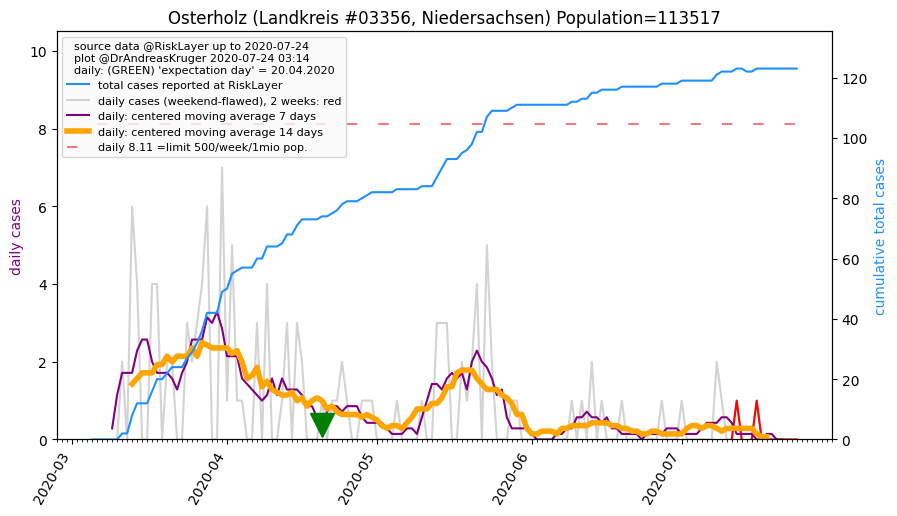 Osterholz (Landkreis #03356, Niedersachsen) Population=113517
source data @RiskLayer up to 2020-07-24
plot @DrAndreasKruger 2020-07-24 03:14
daily: (GREEN) 'expectation day' = 20.04.2020
total cases reported at RiskLayer
daily cases (weekend-flawed), 2 weeks: red
daily: centered moving average 7 days
daily: centered moving average 14 days
daily 8.11 =limit 500/week/1mio pop.
daily cases
10
8
6
4
2
0
cumulative total cases
120
100
80
60
40
20
0
2020-03
2020-04
2020-05
2020-06
2020-07